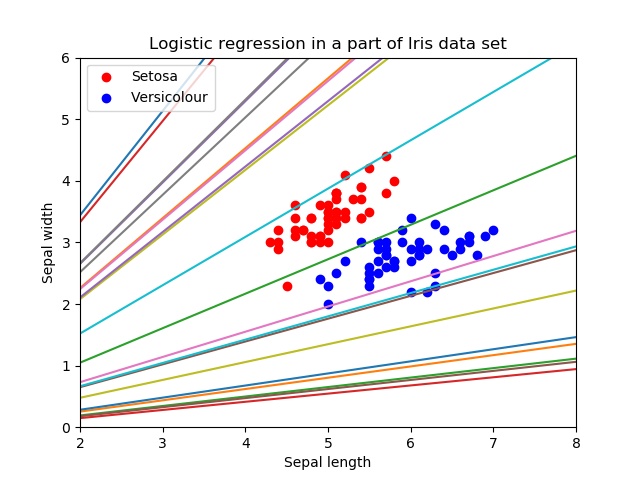 Logistic regression in a part of Iris data set
Setosa
Versicolour
Sepal width
6
5
4
3
2
1
0
2 3 4 5 6 7 8
Sepal length